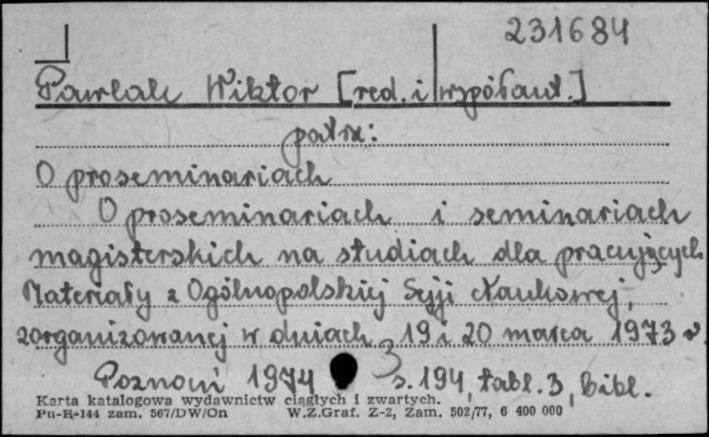 231684
Pawlak Wiktor [red. i współaut.]
patrz:
O proseminariach
O proseminariach i seminariach
magisterskich na studiach dla pracujących
Materiały z Ogólnopolskiej Sesji Naukowej,
zorganizowanej w dniach 19 i 20 marca 1973 r.
Poznań 1974 s. 194, tabl. 3, bibl.
Karta katalogowa wydawnictw ciągłych i zwartych.
Pu-K-144 zam. 567/DW/On W.Z.Graf. Z-2, Zam. 502/77, 6 400 000